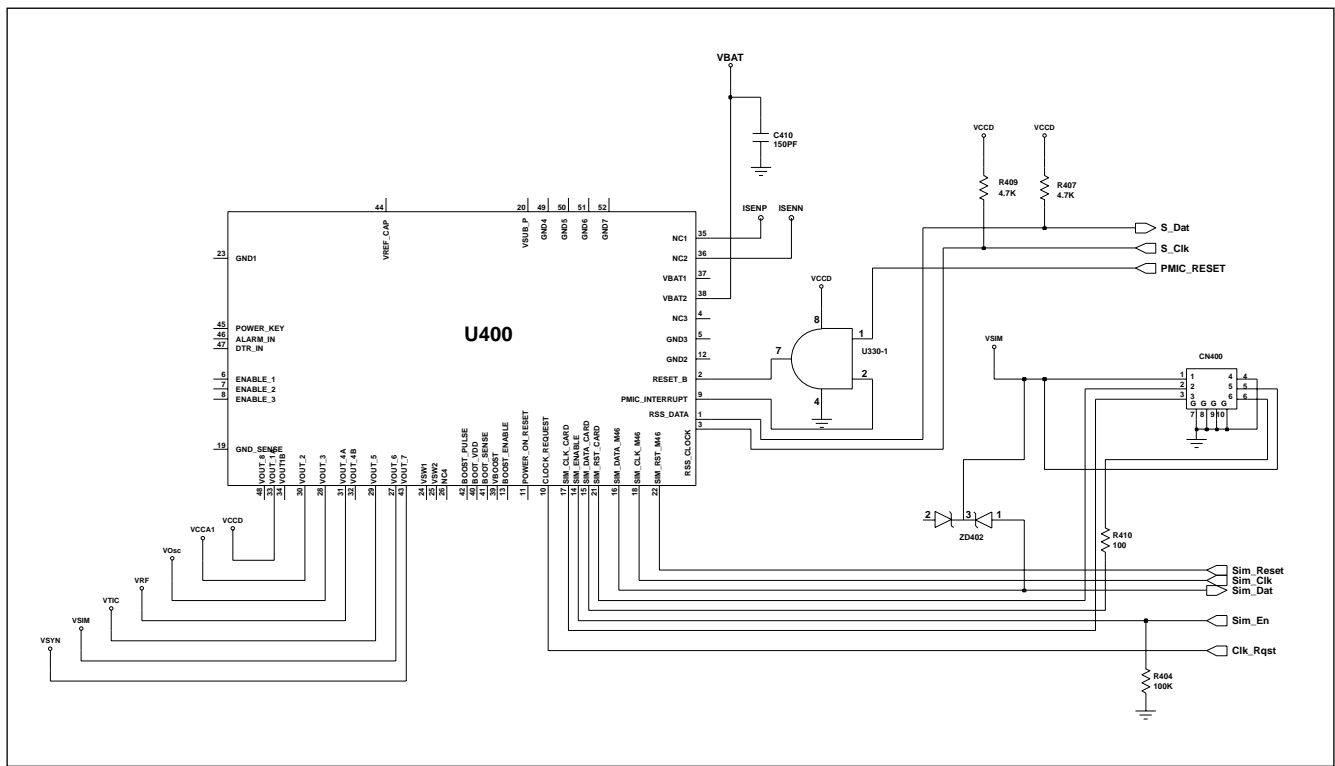 VBAT
C410
150PF
VCCD
VCCD
R409
4.7K
R407
4.7K
44
20
49
50
51
52
VREF_CAP
VSUB_P
GND4
GND5
GND6
GND7
ISENP
ISENN
S_Dat
S_Clk
PMIC_RESET
23
GND1
45
POWER_KEY
46
ALARM_IN
47
DTR_IN
6
ENABLE_1
7
ENABLE_2
8
ENABLE_3
19
GND_SENSE
U400
NC1
35
NC2
36
VBAT1
37
VBAT2
38
NC3
4
GND3
5
GND2
12
RESET_B
2
PMIC_INTERRUPT
9
RSS_DATA
1
RSS_CLOCK
3
VCCD
8
7
4
1
2
U330-1
VSIM
CN400
1
2
3
1
2
3
4
5
6
4
5
6
G G G G
7 8 9 10
VOUT_8
VOUT_1
VOUT1B
VOUT_2
VOUT_3
VOUT_4A
VOUT_4B
VOUT_5
VOUT_6
VOUT_7
VSW1
VSW2
NC4
BOOST_PULSE
BOOT_VDD
BOOT_SENSE
VBOOST
BOOST_ENABLE
POWER_ON_RESET
CLOCK_REQUEST
SIM_CLK_CARD
SIM_ENABLE
SIM_DATA_CARD
SIM_RST_CARD
SIM_DATA_M46
SIM_CLK_M46
SIM_RST_M46
48
33
34
30
28
31
32
29
27
43
24
25
26
42
40
41
39
13
11
10
17
14
15
21
16
18
22
VCCD
VCCA1
VOsc
VRF
VTIC
VSIM
VSYN
2
3
1
ZD402
R410
100
Sim_Reset
Sim_Clk
Sim_Dat
Sim_En
Clk_Rqst
R404
100K